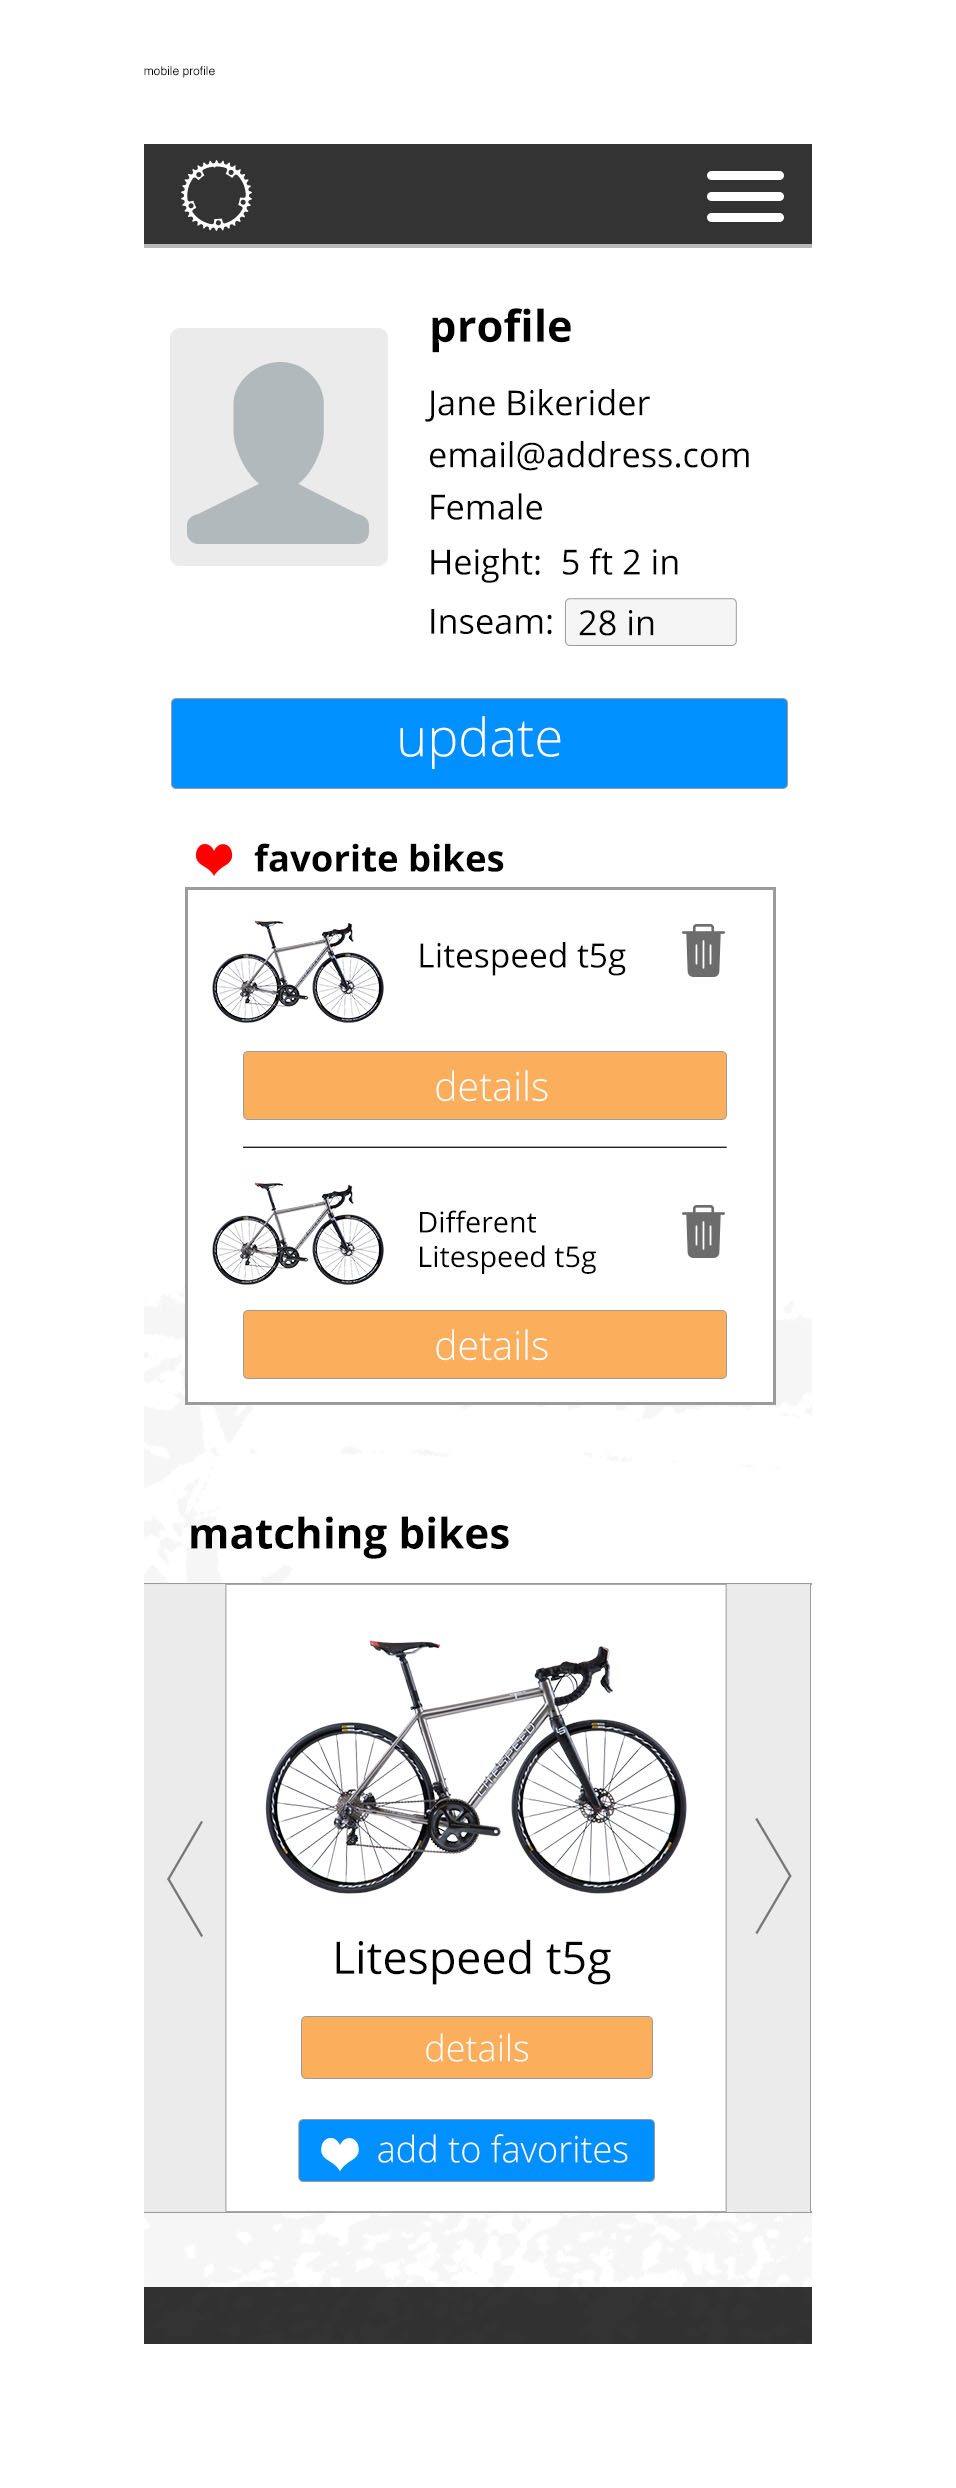 mobile profile
profile
Jane Bikerider
email@address.com
Female
Height: 5 ft 2 in
Inseam: 28 in
update
favorite bikes
Litespeed t5g
details
Different
Litespeed t5g
details
matching bikes
LITESPEED
Litespeed t5g
details
add to favorites